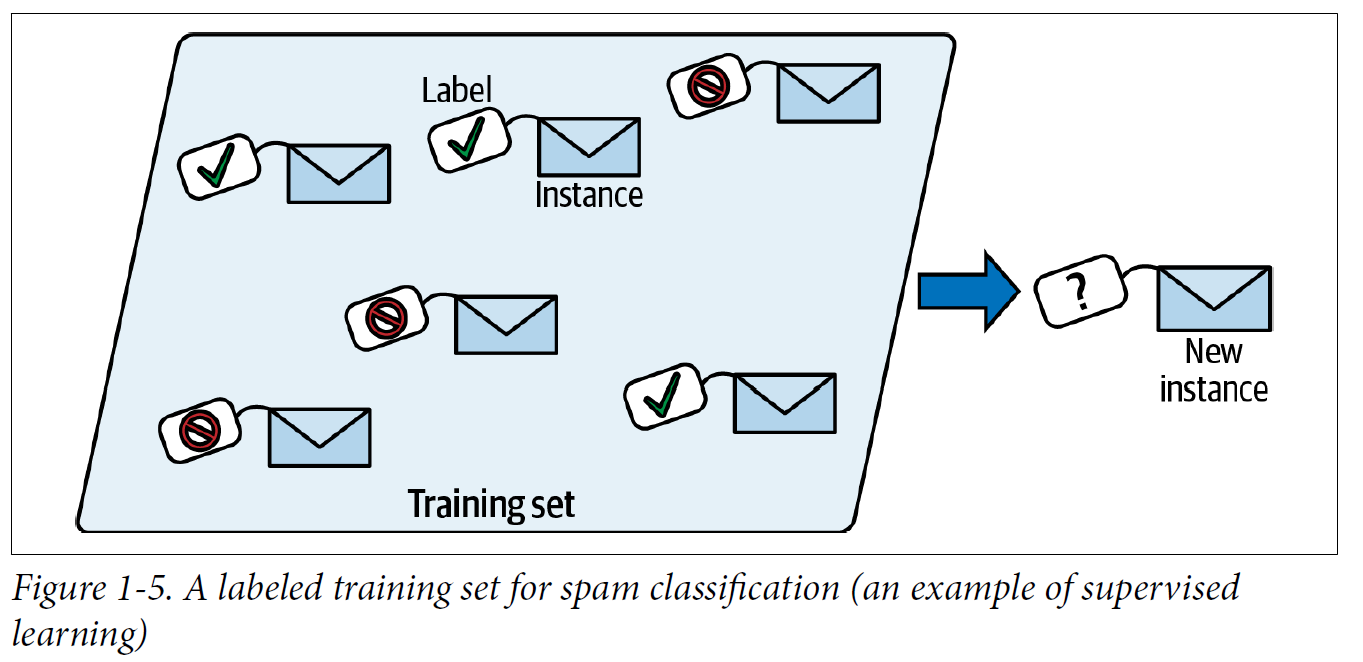 Label
Instance
?
New
instance
Training set
Figure 1-5. A labeled training set for spam classification (an example of supervised
learning)